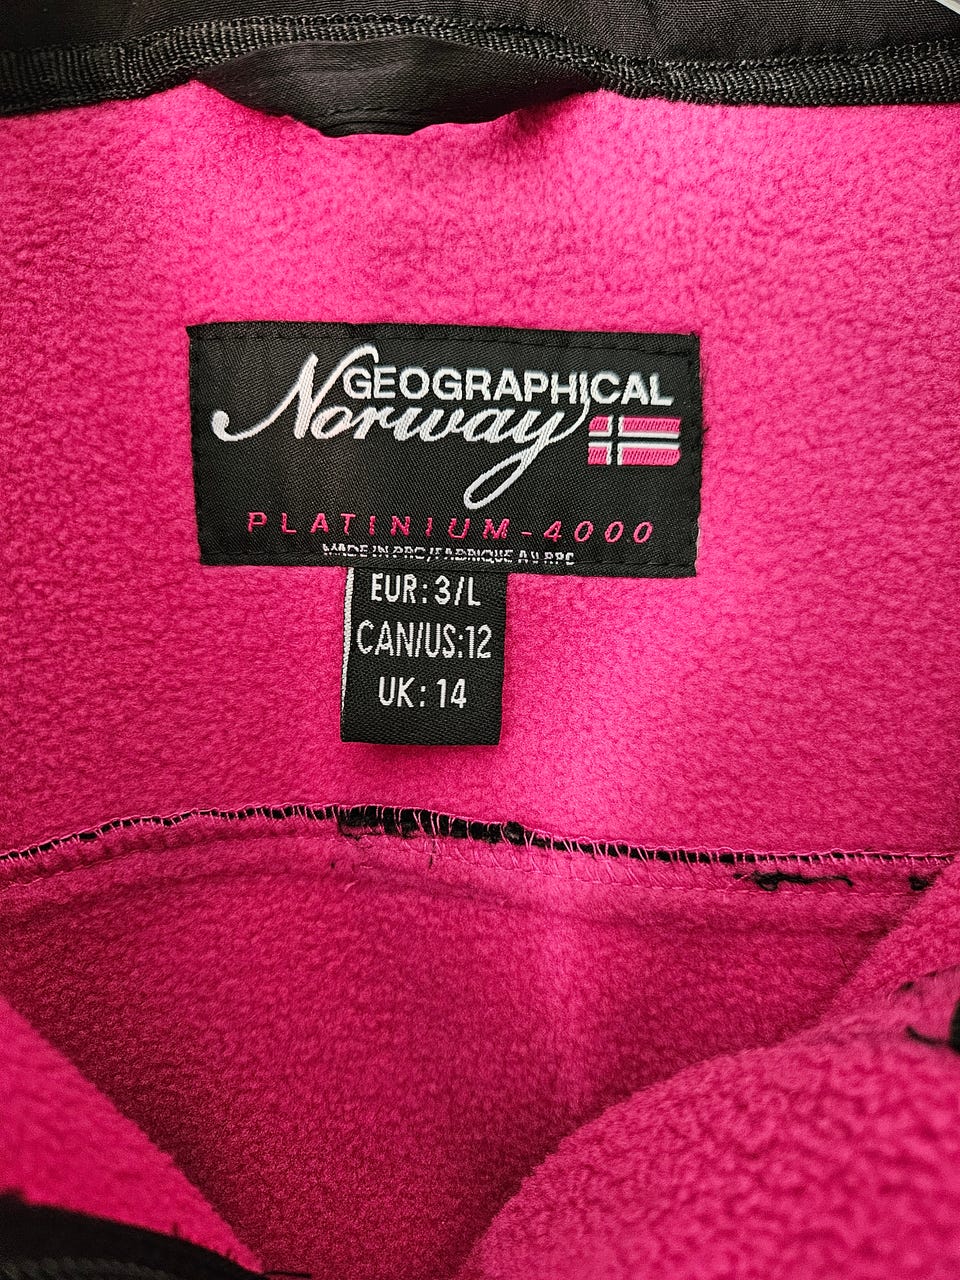 GEOGRAPHICAL
Norway
PLATINIUM-4000
MADE IN PRC/FABRIQUE AU RPC
EUR: 3/L
CAN/US:12
UK: 14